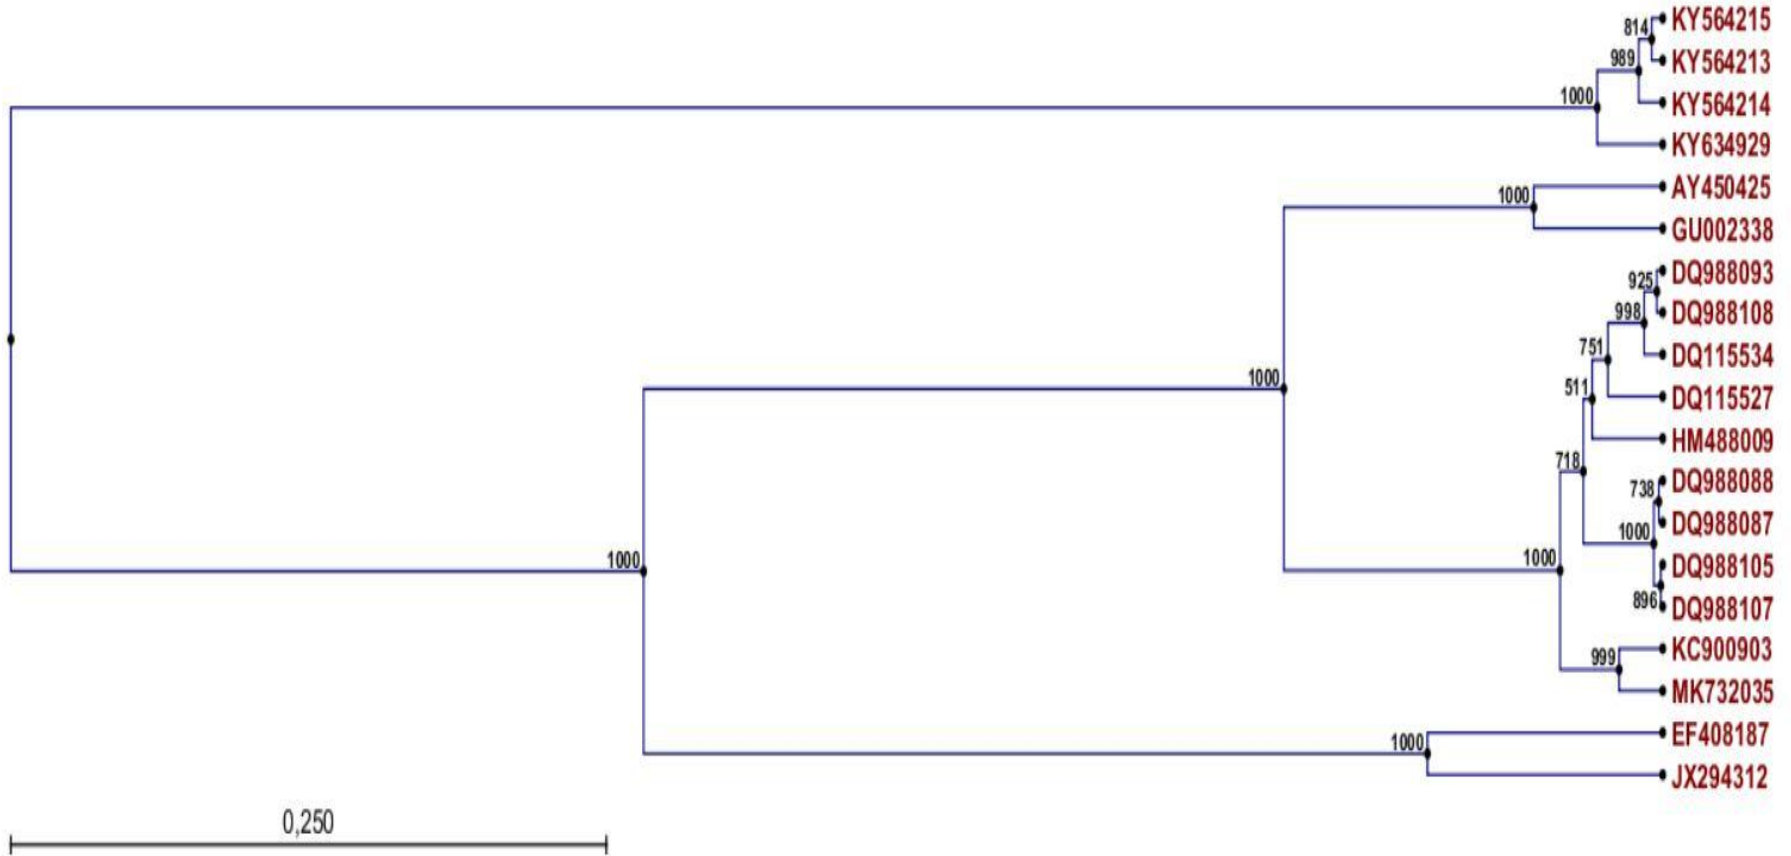 KY564215
814
KY564213
989
1000
KY564214
KY634929
AY450425
1000
GU002338
DQ988093
925
DQ988108
998
751
DQ115534
1000
511
DQ115527
HM488009
718
DQ988088
738
DQ988087
1000
1000
1000
DQ988105
896
DQ988107
KC900903
999
MK732035
EF408187
1000
JX294312
0,250